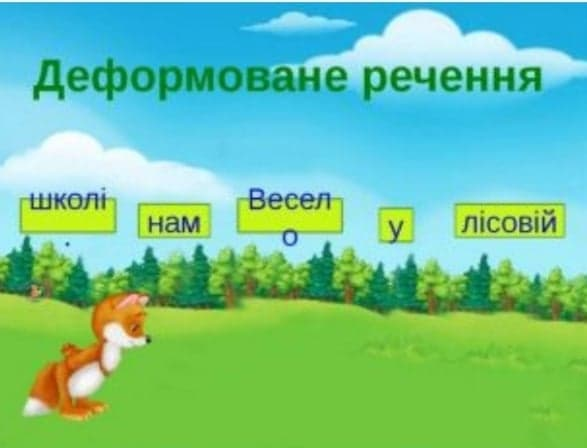 Деформоване речення
школі. нам Весело у лісовій